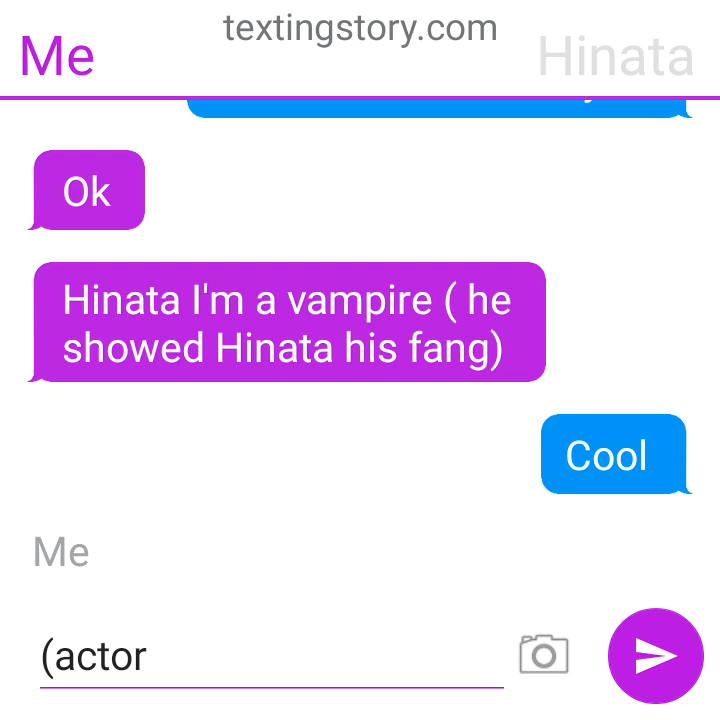 textingstory.com
Me
Hinata
Ok
Hinata I'm a vampire ( he
showed Hinata his fang)
Cool
Me
(actor